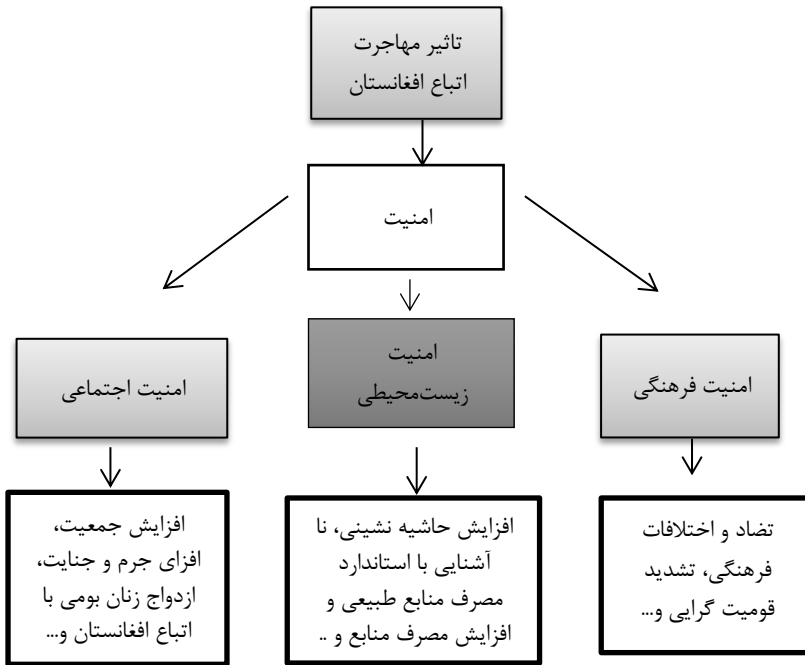 تاثیر مهاجرت
اتباع افغانستان
امنیت
امنیت فرهنگی
امنیت
زیست‌محیطی
امنیت اجتماعی
تضاد و اختلافات
فرهنگی، تشدید
قومیت گرایی و...
افزایش حاشیه نشینی، نا
آشنایی با استاندارد
مصرف منابع طبیعی و
افزایش مصرف منابع و ..
افزایش جمعیت،
افزای جرم و جنایت،
ازدواج زنان بومی با
اتباع افغانستان و...